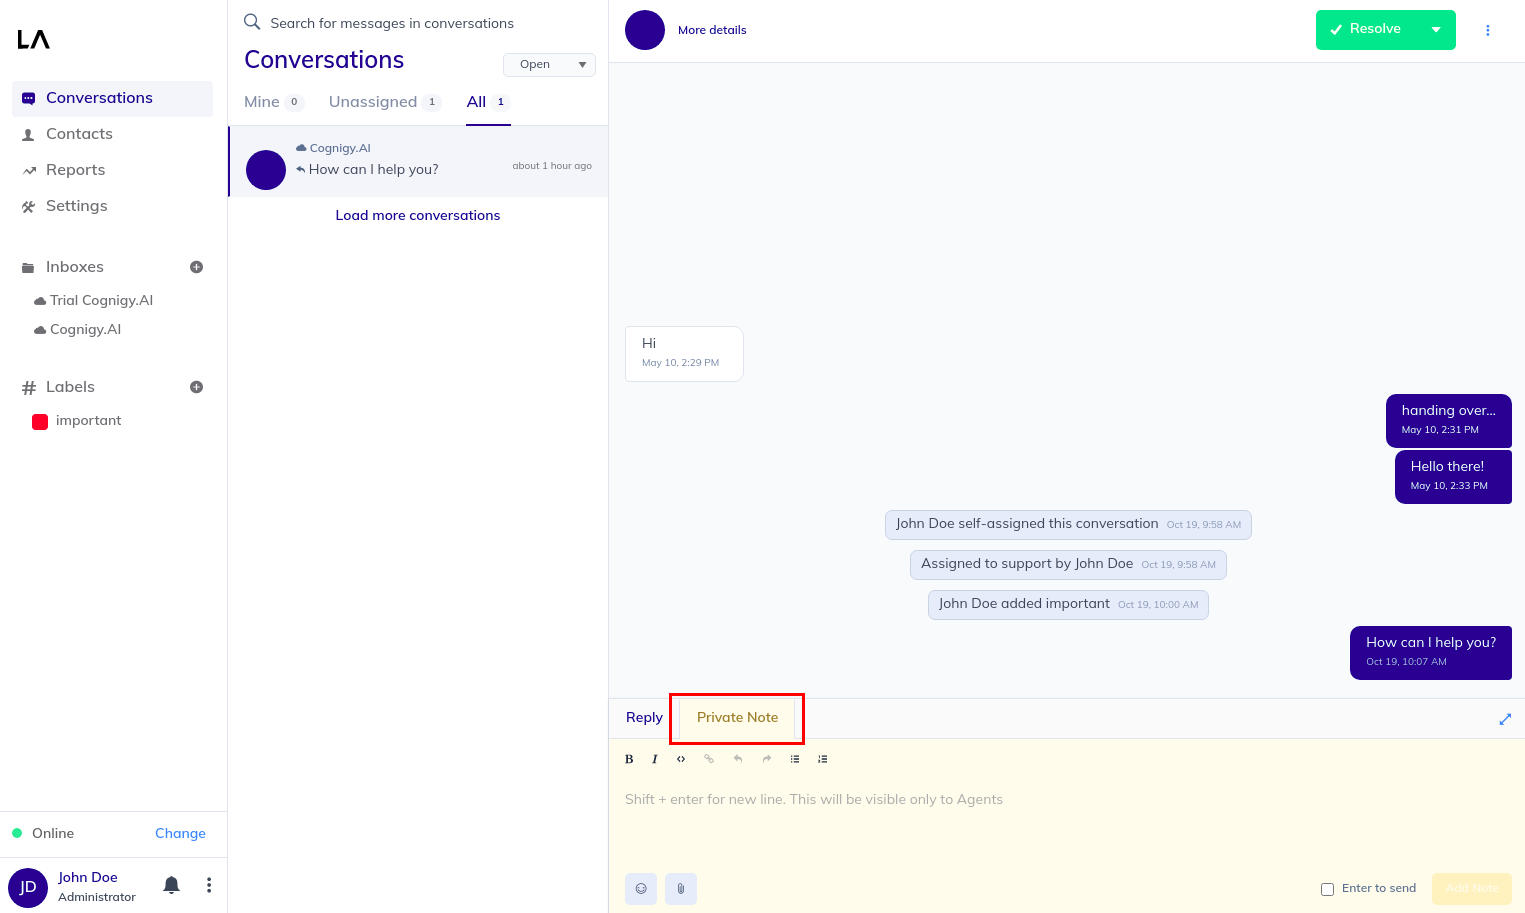 LA
Conversations
Contacts
Reports
Settings
Inboxes
Trial Cognigy.AI
Cognigy.AI
Labels
important
Online
Change
JD
John Doe
Administrator
Search for messages in conversations
Conversations
Open
Mine 0
Unassigned 1
All 1
Cognigy.AI
How can I help you?
about 1 hour ago
Load more conversations
More details
Resolve
Hi
May 10, 2:29 PM
handing over...
May 10, 2:31 PM
Hello there!
May 10, 2:33 PM
John Doe self-assigned this conversation Oct 19, 9:58 AM
Assigned to support by John Doe Oct 19, 9:58 AM
John Doe added important Oct 19, 10:00 AM
How can I help you?
Oct 19, 10:07 AM
Reply
Private Note
B I
Shift + enter for new line. This will be visible only to Agents
Enter to send
Add Note